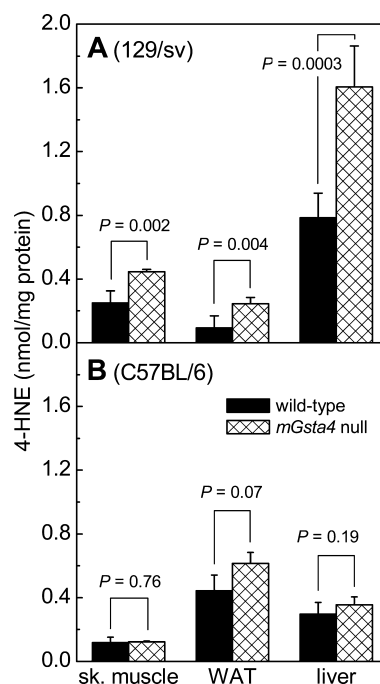 A (129/sv)
2.0
1.6
1.2
0.8
0.4
0.0
P = 0.0003
P = 0.002
P = 0.004
4-HNE (nmol/mg protein)
B (C57BL/6)
1.6
1.2
0.8
0.4
0.0
wild-type
mGsta4 null
P = 0.07
P = 0.19
P = 0.76
sk. muscle WAT liver